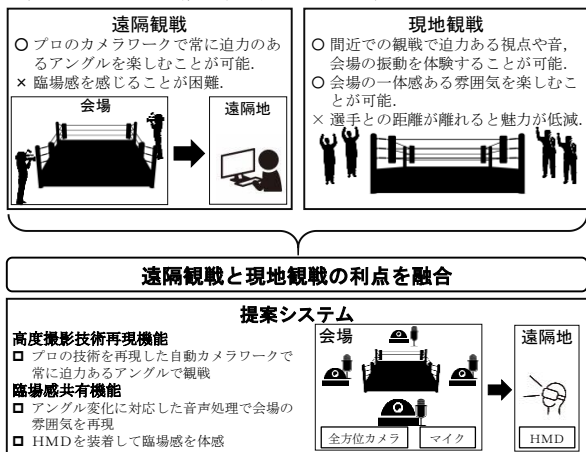 遠隔観戦
○ プロのカメラワークで常に迫力のあ
るアングルを楽しむことが可能.
× 臨場感を感じることが困難.
会場
遠隔地
現地観戦
○ 間近での観戦で迫力ある視点や音,
会場の振動を体験することが可能.
○ 会場の一体感ある雰囲気を楽しむこ
とが可能.
× 選手との距離が離れると魅力が低減.
遠隔観戦と現地観戦の利点を融合
提案システム
高度撮影技術再現機能
□ プロの技術を再現した自動カメラワークで
常に迫力あるアングルで観戦
臨場感共有機能
□ アングル変化に対応した音声処理で会場の
雰囲気を再現
□ HMDを装着して臨場感を体感
会場
全方位カメラ
マイク
遠隔地
HMD